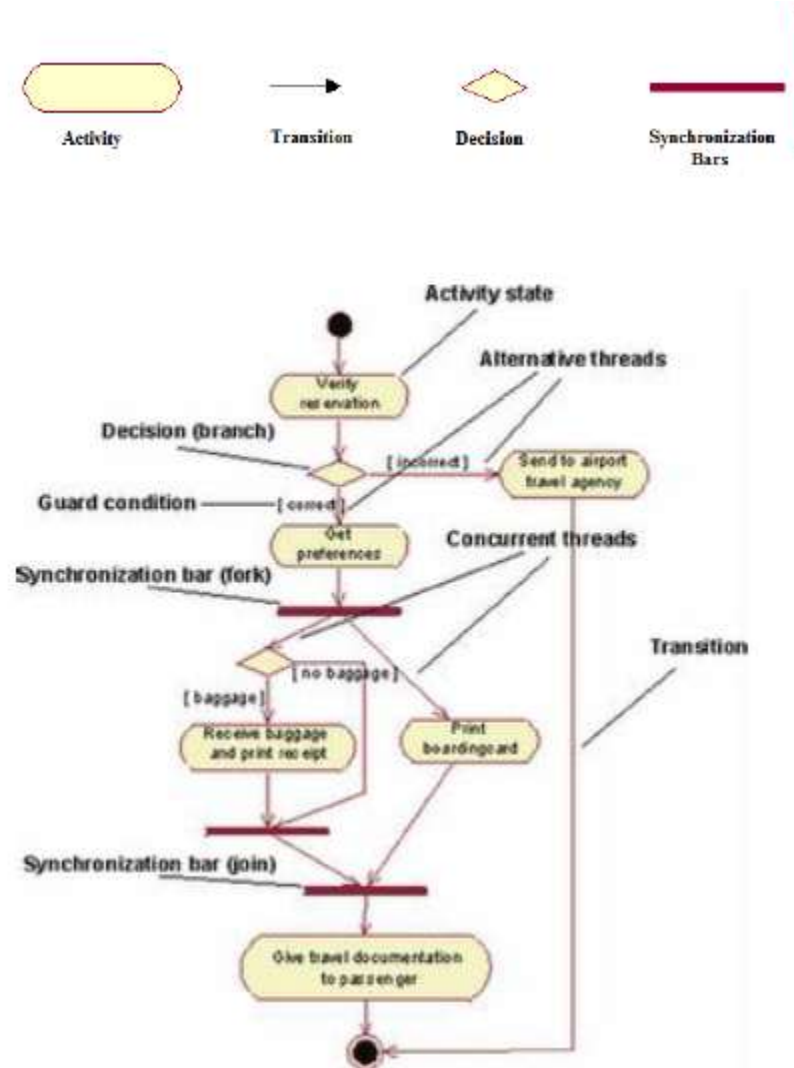 Activity
Transition
Decision
Synchronization
Bars
Activity state
Alternative threads
Verify
reservation
Decision (branch)
[ incorrect ]
Send to airport
travel agency
Guard condition
[ correct ]
Get
preferences
Concurrent threads
Synchronization bar (fork)
Transition
[ no baggage ]
[ baggage ]
Receive baggage
and print receipt
Print
boardingcard
Synchronization bar (join)
Give travel documentation
to passenger